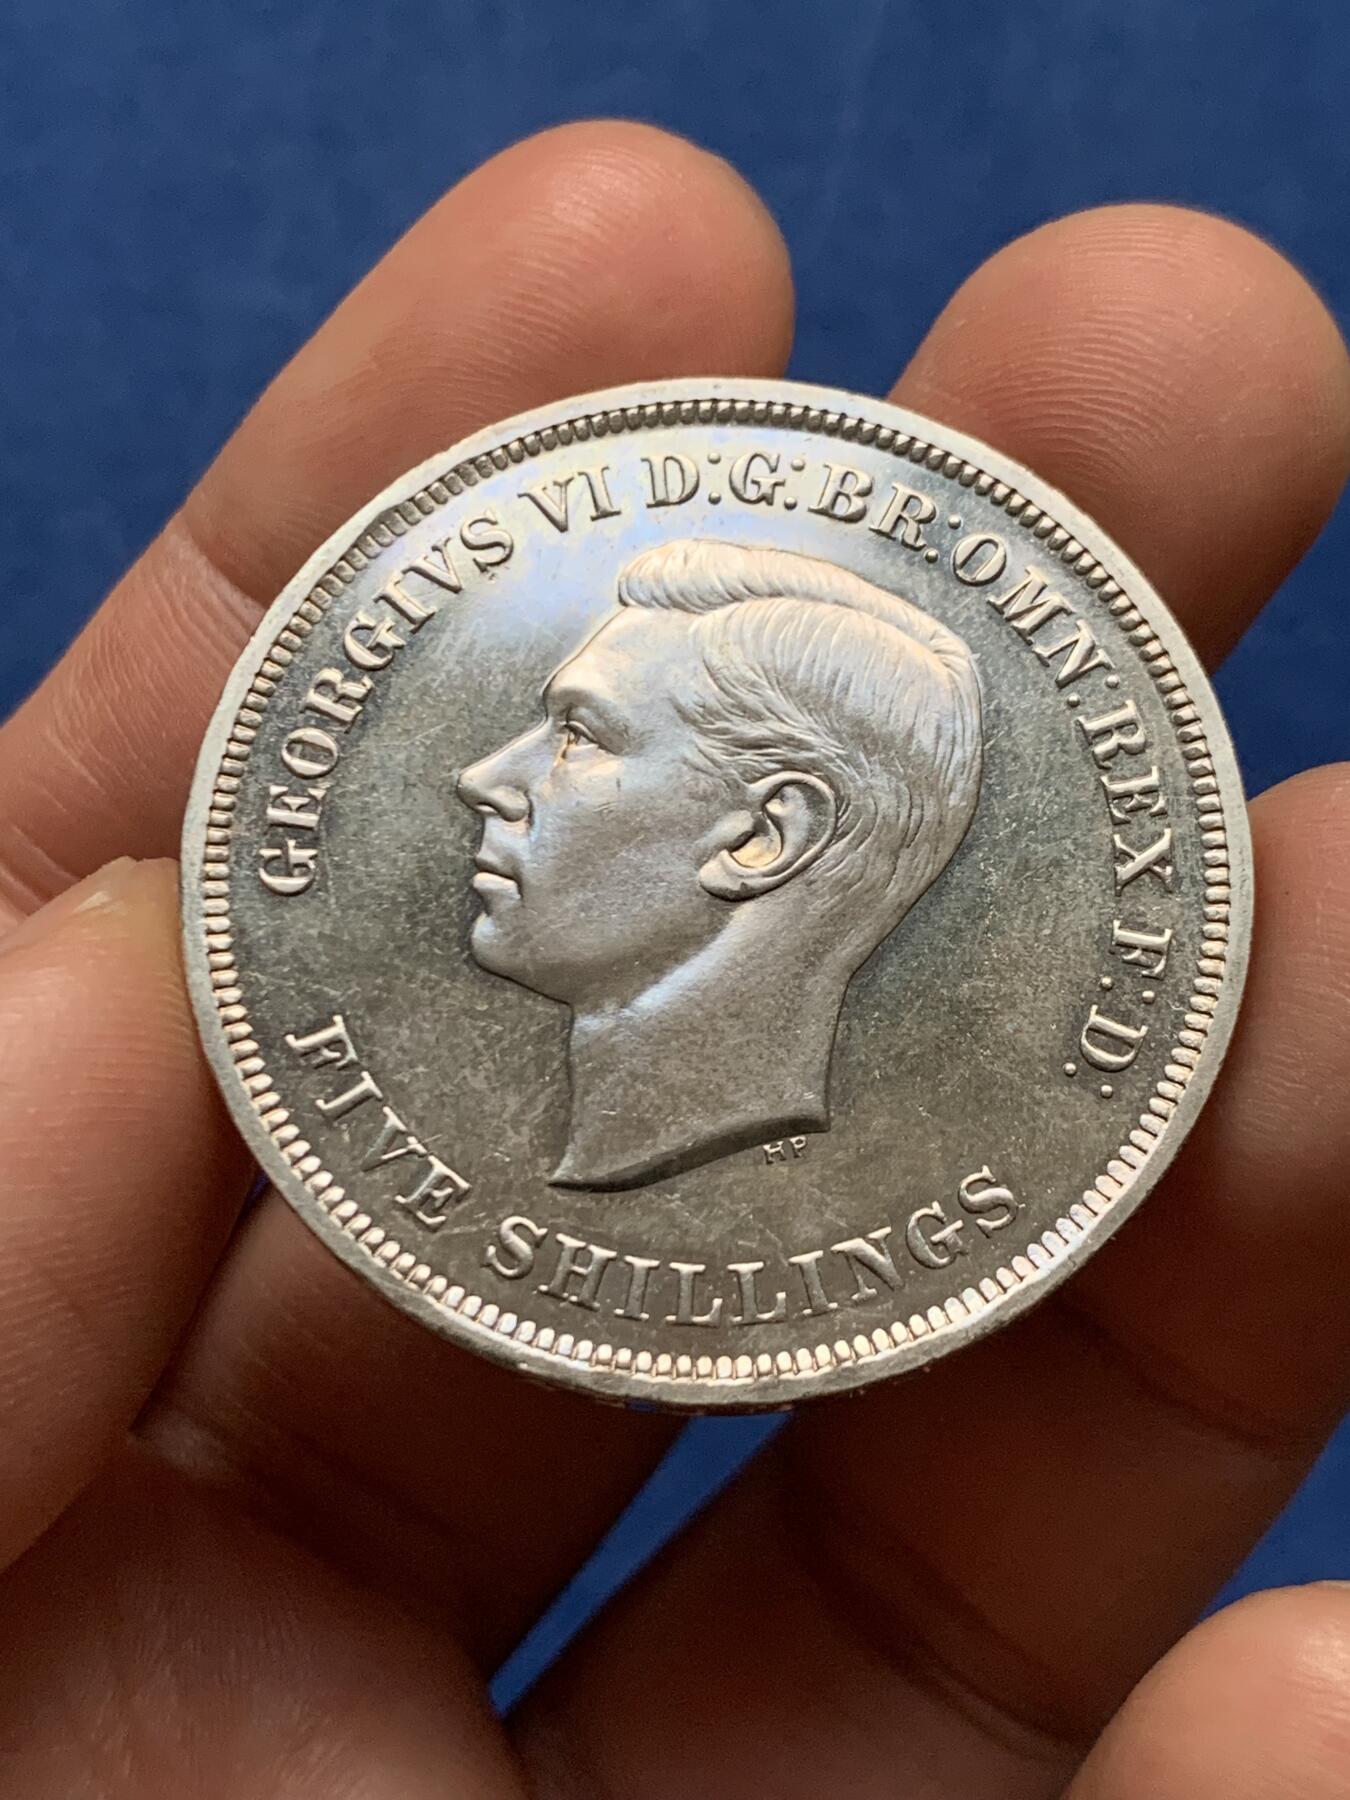 GEORGIVS VI D:G:BR:OMN:REX F:D:
HP
FIVE SHILLINGS